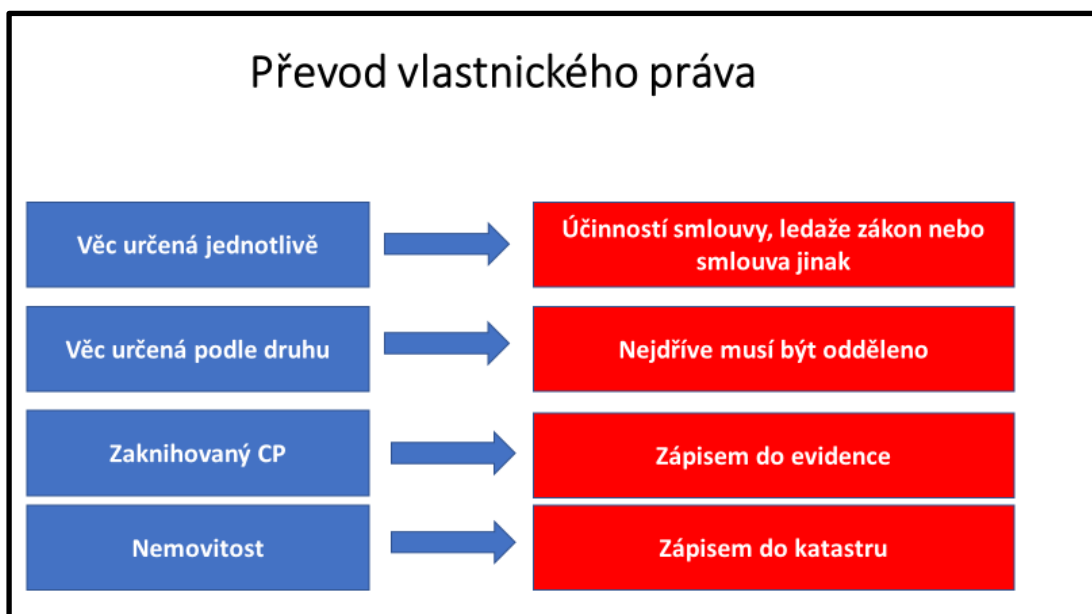 Převod vlastnického práva
Věc určená jednotlivě
Účinností smlouvy, ledaže zákon nebo
smlouva jinak
Věc určená podle druhu
Nejdříve musí být odděleno
Zaknihovaný CP
Zápisem do evidence
Nemovitost
Zápisem do katastru